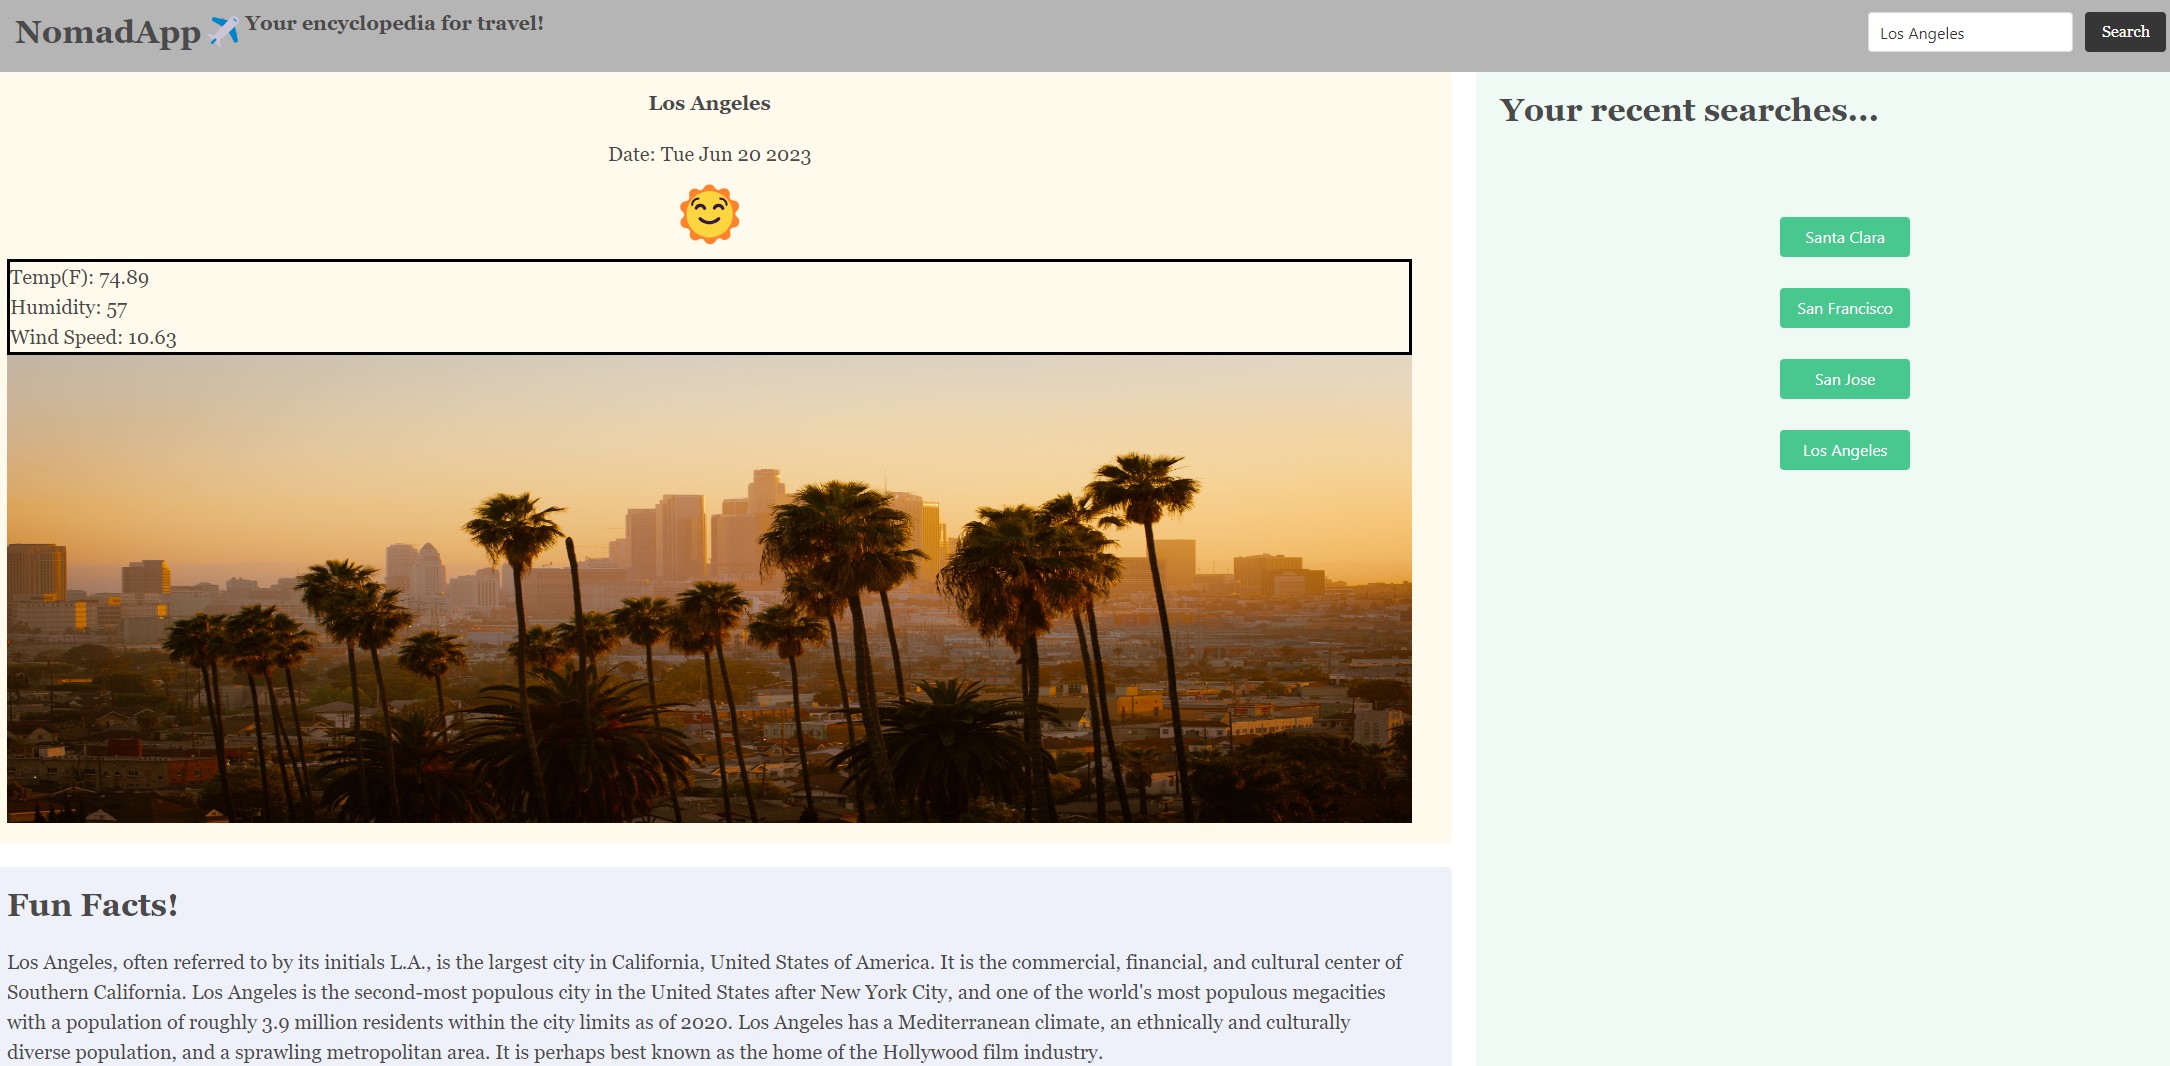 NomadApp Your encyclopedia for travel!
Los Angeles
Search
Los Angeles
Date: Tue Jun 20 2023
Temp(F): 74.89
Humidity: 57
Wind Speed: 10.63
Your recent searches...
Santa Clara
San Francisco
San Jose
Los Angeles
Fun Facts!
Los Angeles, often referred to by its initials L.A., is the largest city in California, United States of America. It is the commercial, financial, and cultural center of
Southern California. Los Angeles is the second-most populous city in the United States after New York City, and one of the world's most populous megacities
with a population of roughly 3.9 million residents within the city limits as of 2020. Los Angeles has a Mediterranean climate, an ethnically and culturally
diverse population, and a sprawling metropolitan area. It is perhaps best known as the home of the Hollywood film industry.